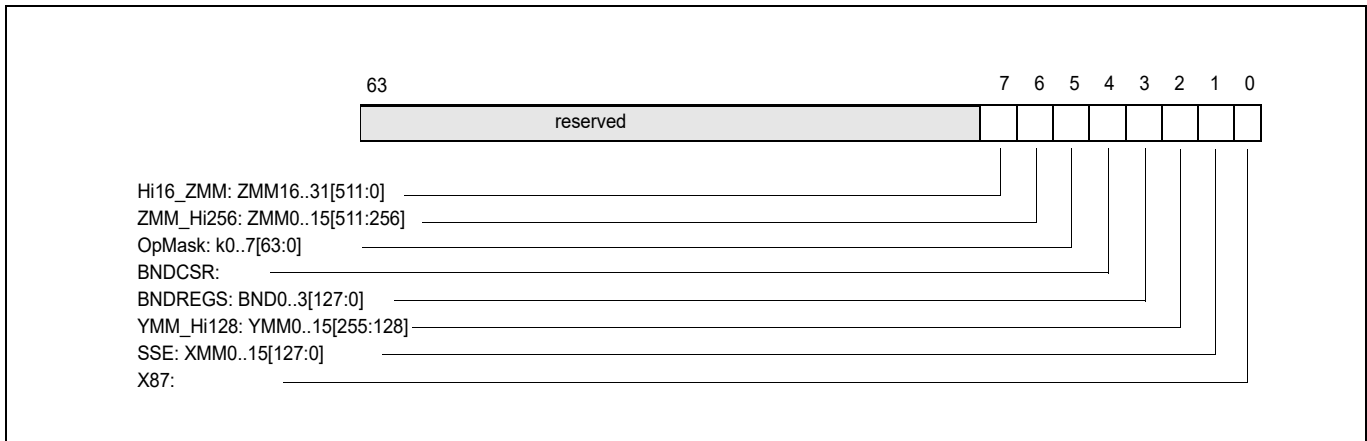 63 7 6 5 4 3 2 1 0
reserved
Hi16_ZMM: ZMM16..31[511:0]
ZMM_Hi256: ZMM0..15[511:256]
OpMask: k0..7[63:0]
BNDCSR:
BNDREGS: BND0..3[127:0]
YMM_Hi128: YMM0..15[255:128]
SSE: XMM0..15[127:0]
X87: